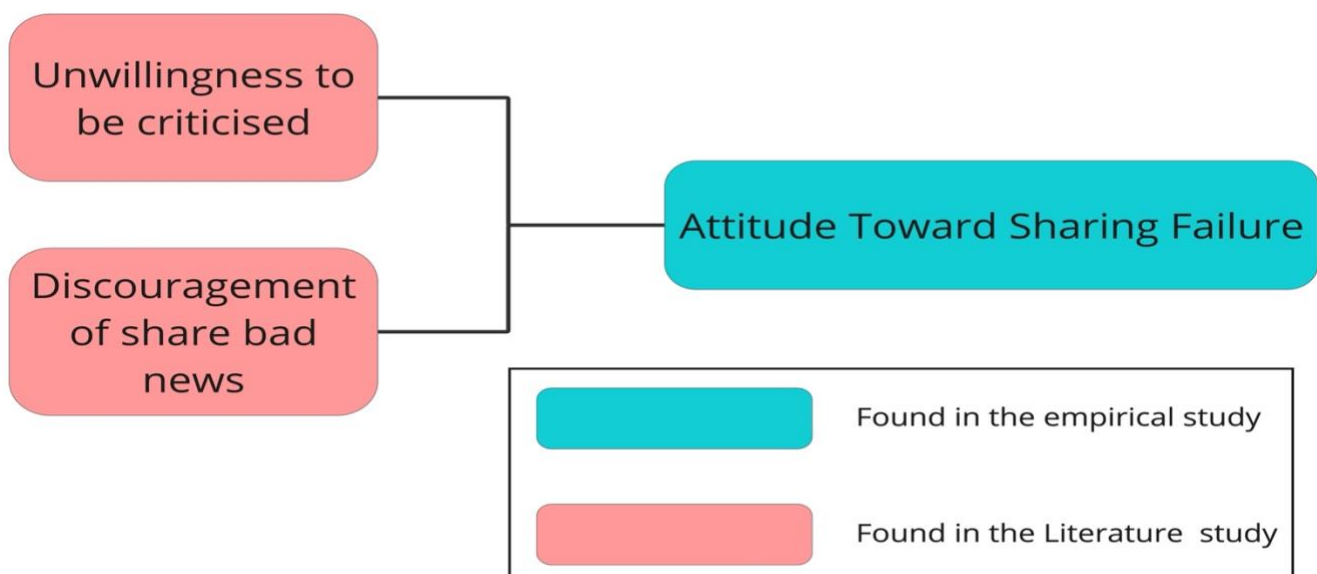 Unwillingness to
be criticised
Attitude Toward Sharing Failure
Discouragement
of share bad
news
Found in the empirical study
Found in the Literature study